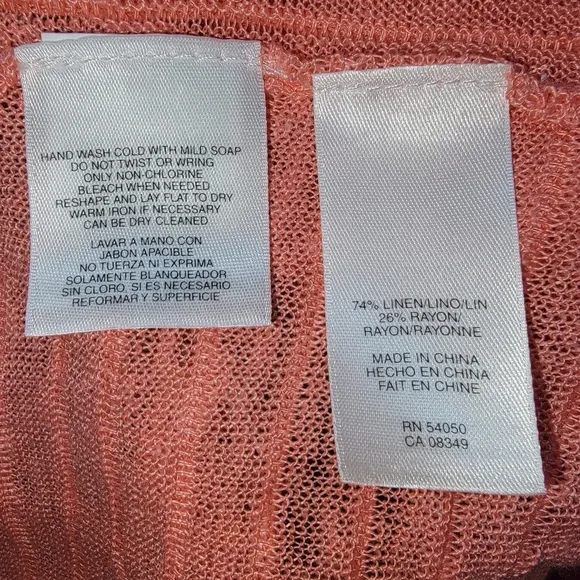 HAND WASH COLD WITH MILD SOAP
DO NOT TWIST OR WRING
ONLY NON-CHLORINE
BLEACH WHEN NEEDED
RESHAPE AND LAY FLAT TO DRY
WARM IRON IF NECESSARY
CAN BE DRY CLEANED
LAVAR A MANO CON
JABON APACIBLE
NO TUERZA NI EXPRIMA
SOLAMENTE BLANQUEADOR
SIN CLORO, SI ES NECESARIO
REFORMAR Y SUPERFICIE
74% LINEN/LINO/LIN
26% RAYON/
RAYON/RAYONNE
MADE IN CHINA
HECHO EN CHINA
FAIT EN CHINE
RN 54050
CA 08349